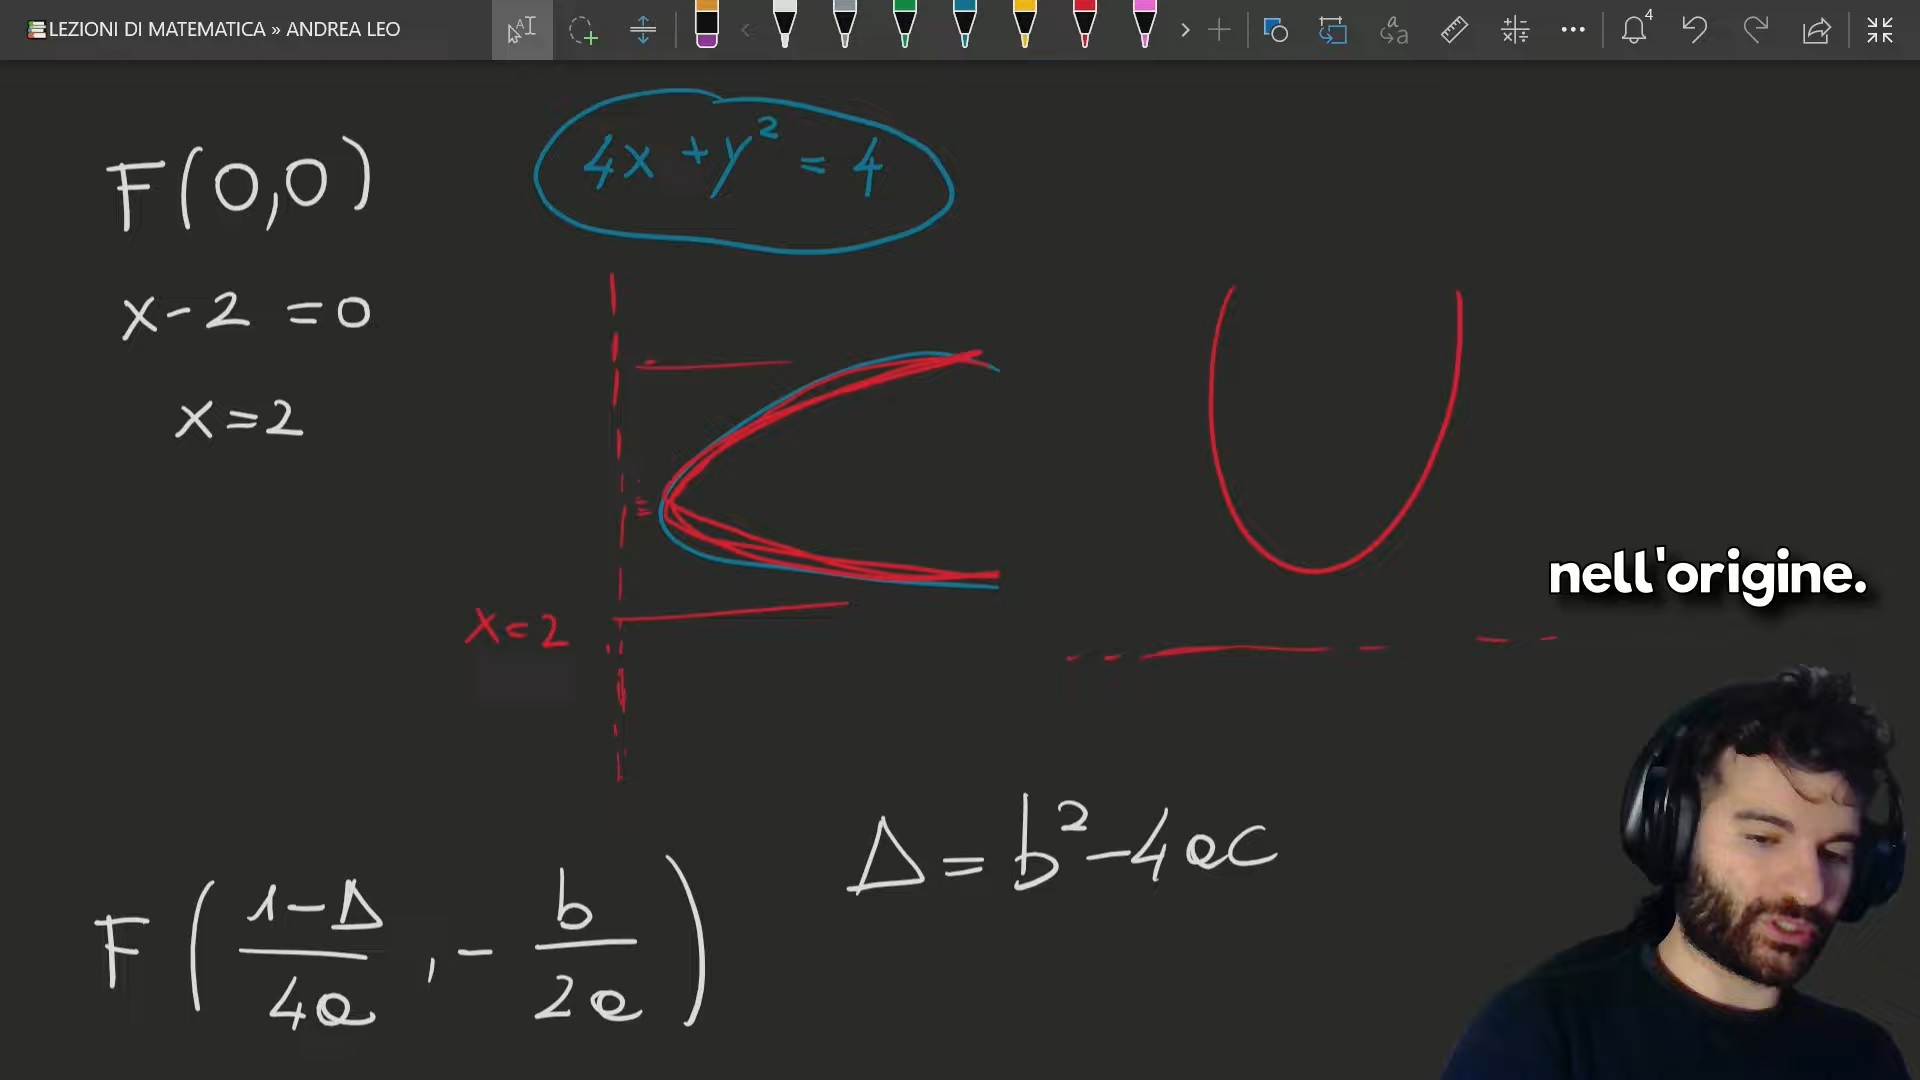 LEZIONI DI MATEMATICA » ANDREA LEO
4
F(0,0)
4x + y² = 4
x - 2 = 0
x = 2
nell'origine.
x = 2
Δ = b² - 4ac
F ( 1-Δ / 4a , - b / 2a )